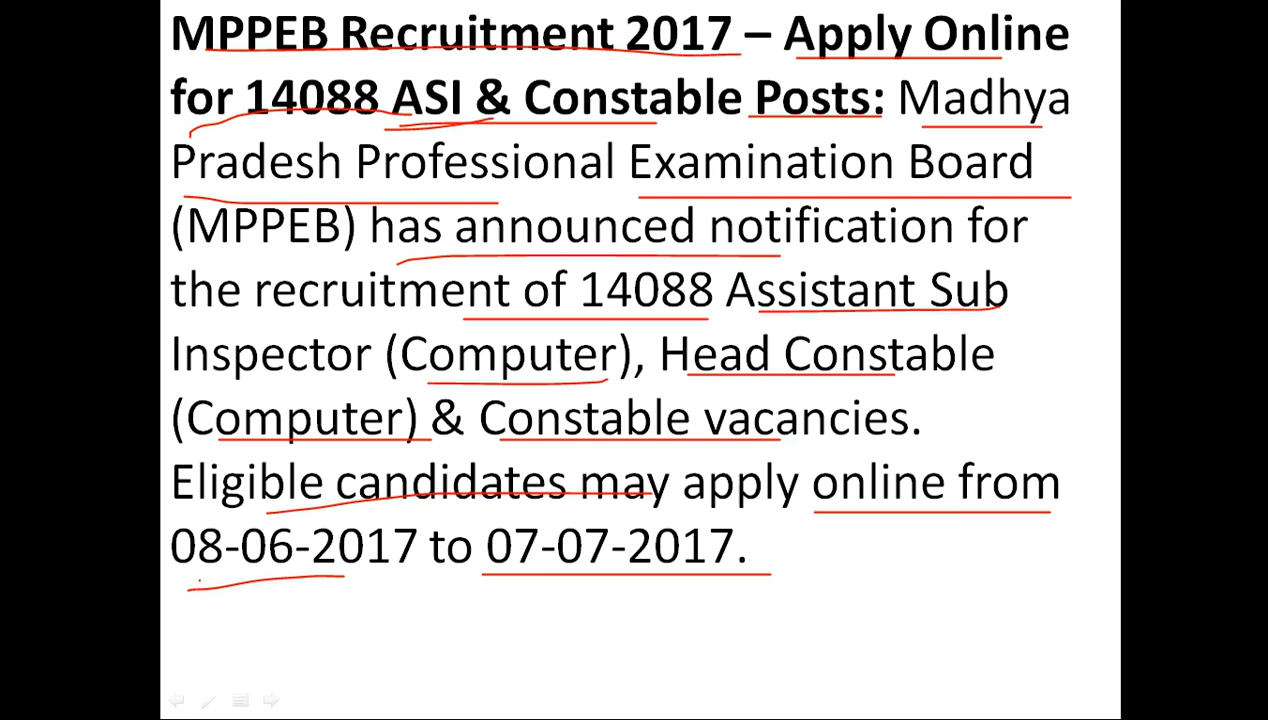 MPPEB Recruitment 2017 – Apply Online
for 14088 ASI & Constable Posts: Madhya
Pradesh Professional Examination Board
(MPPEB) has announced notification for
the recruitment of 14088 Assistant Sub
Inspector (Computer), Head Constable
(Computer) & Constable vacancies.
Eligible candidates may apply online from
08-06-2017 to 07-07-2017.